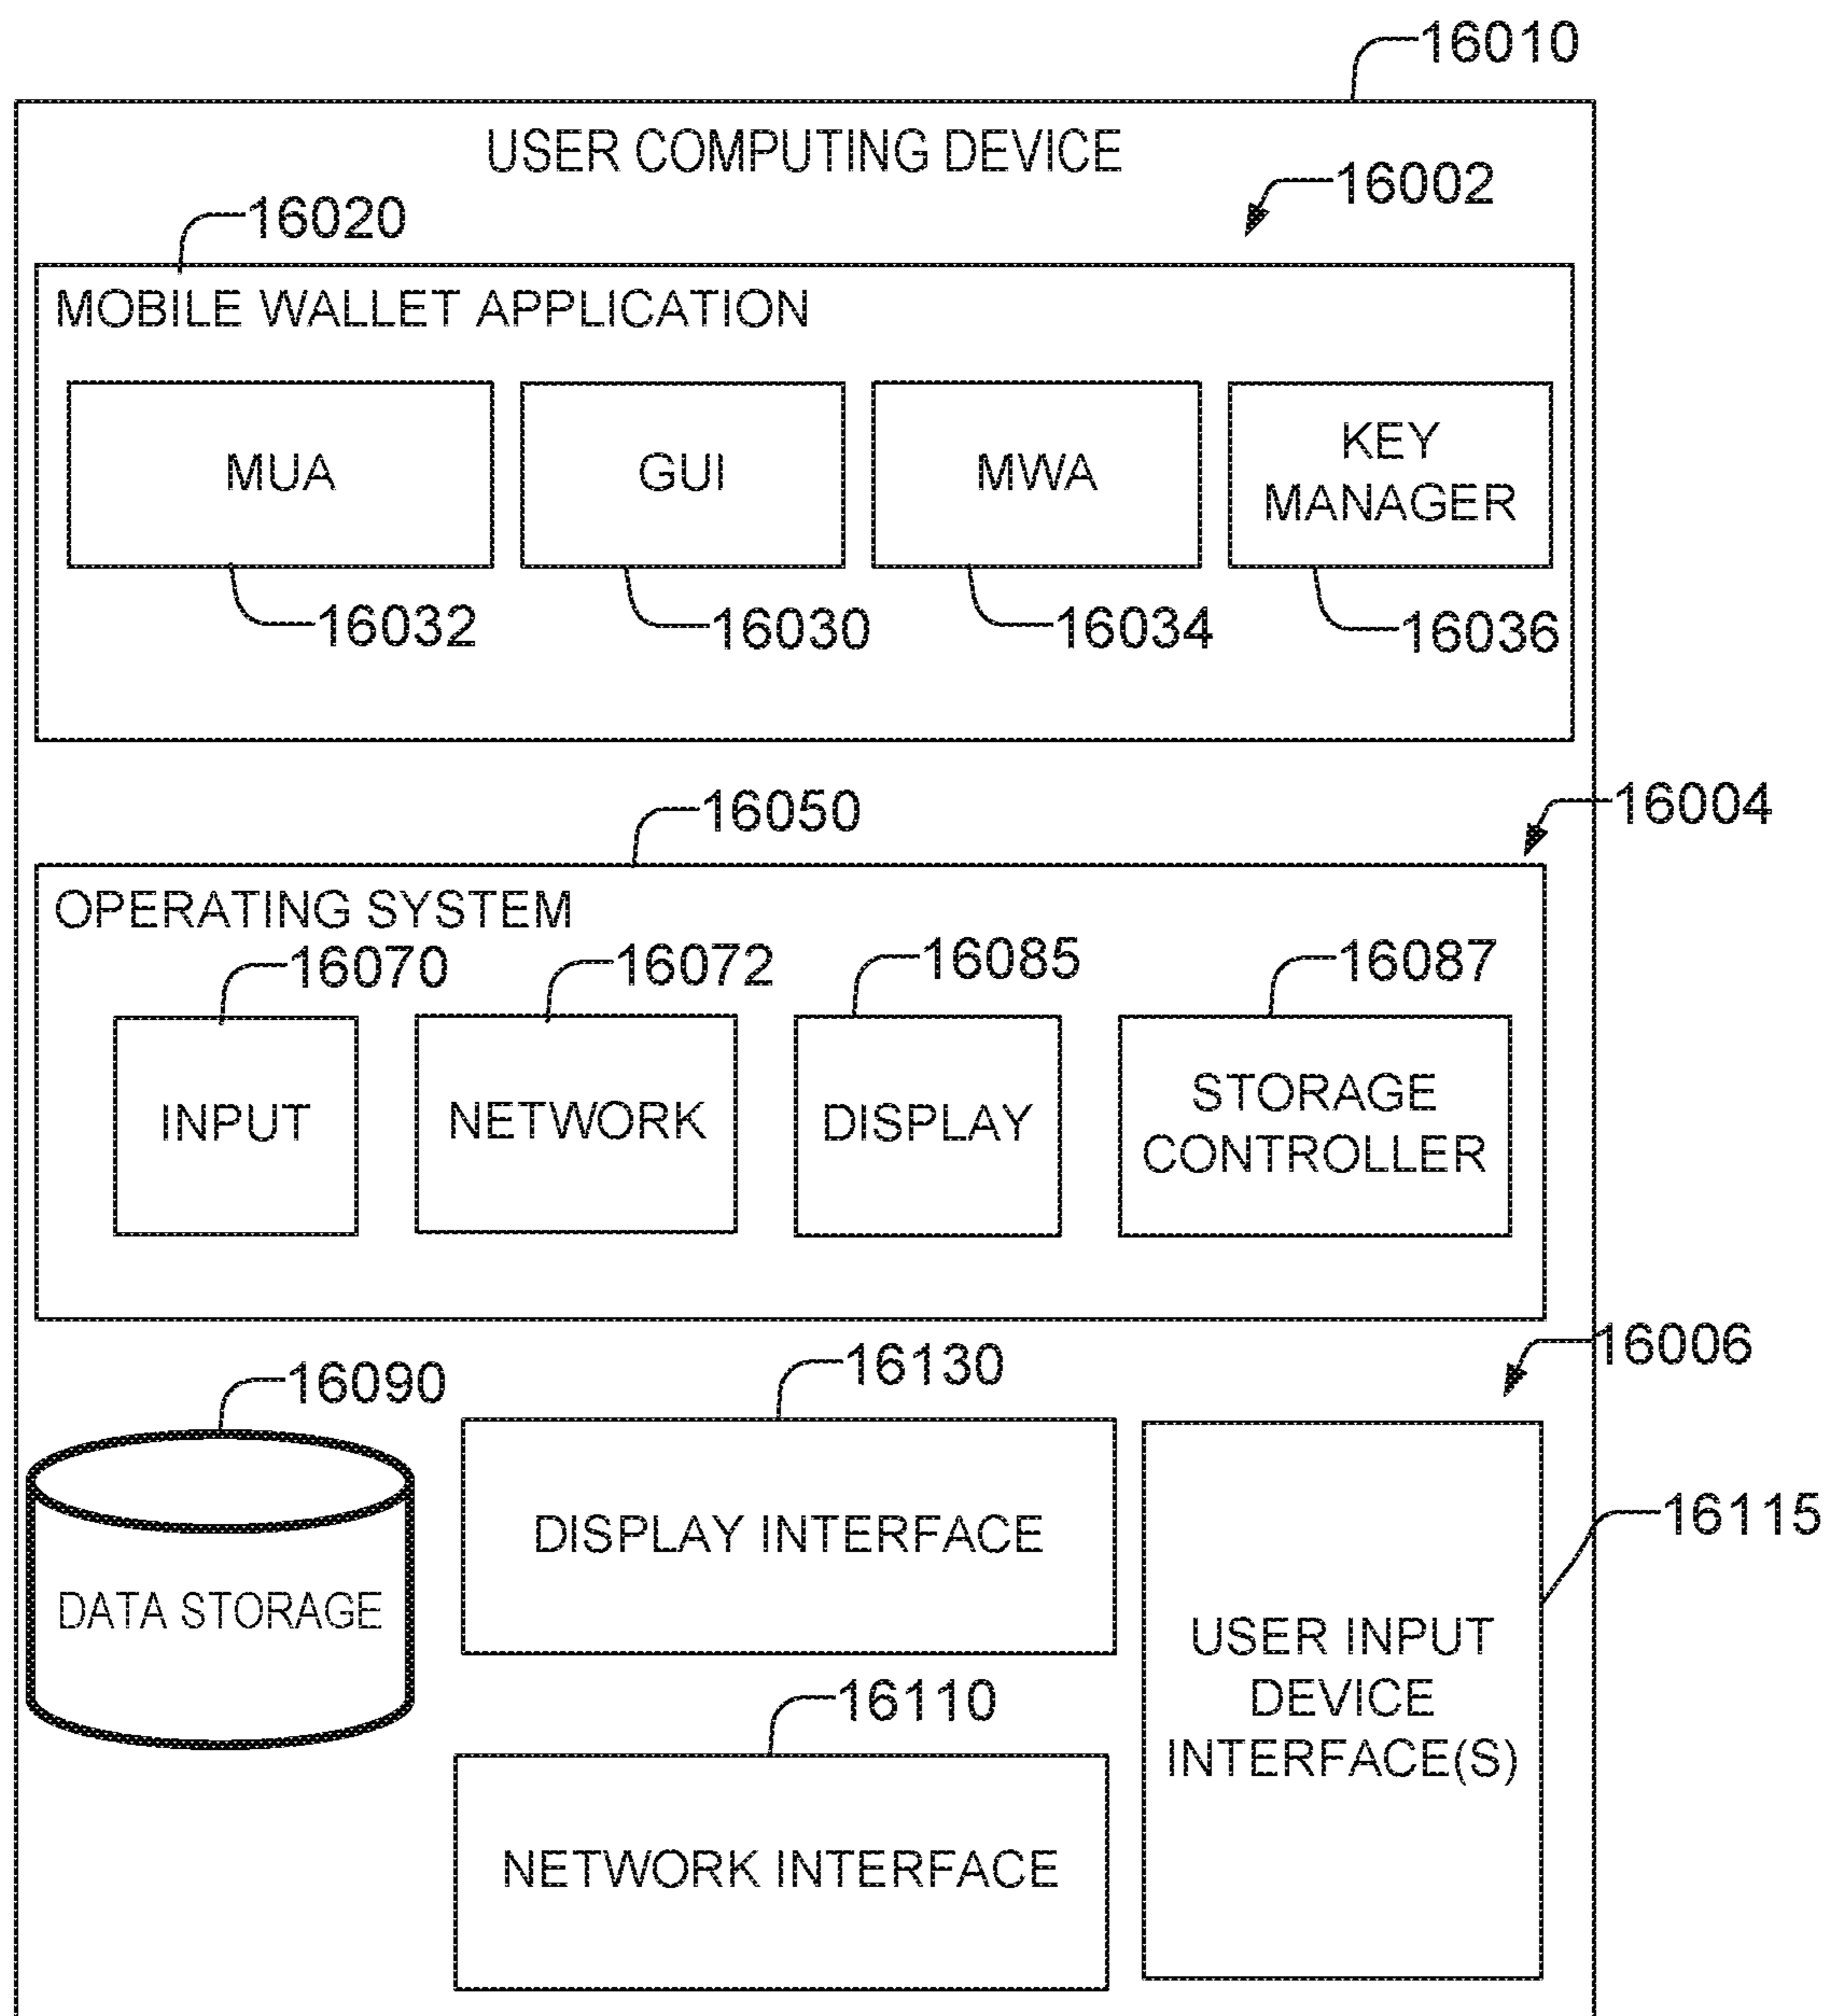 16010
USER COMPUTING DEVICE
16002
16020
MOBILE WALLET APPLICATION
MUA
GUI
MWA
KEY
MANAGER
16032
16030
16034
16036
16050
16004
OPERATING SYSTEM
16070
16072
16085
16087
INPUT
NETWORK
DISPLAY
STORAGE
CONTROLLER
16006
16090
16130
16115
DISPLAY INTERFACE
DATA STORAGE
USER INPUT
DEVICE
INTERFACE(S)
16110
NETWORK INTERFACE